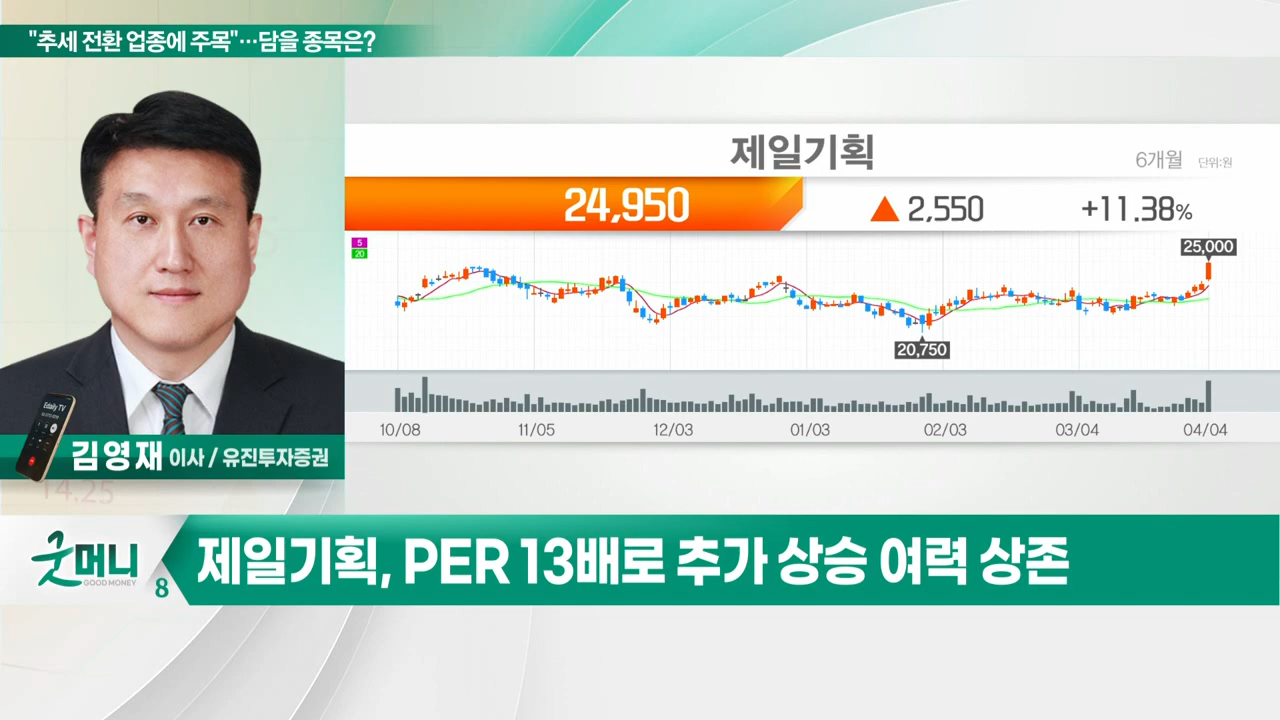 "추세 전환 업종에 주목"…담을 종목은?
제일기획
6개월 단위:원
24,950 ▲ 2,550 +11.38%
5
20
25,000
20,750
10/08 11/05 12/03 01/03 02/03 03/04 04/04
Edaily TV
김영재 이사 / 유진투자증권
14.25
굿머니
GOOD MONEY
8
제일기획, PER 13배로 추가 상승 여력 상존